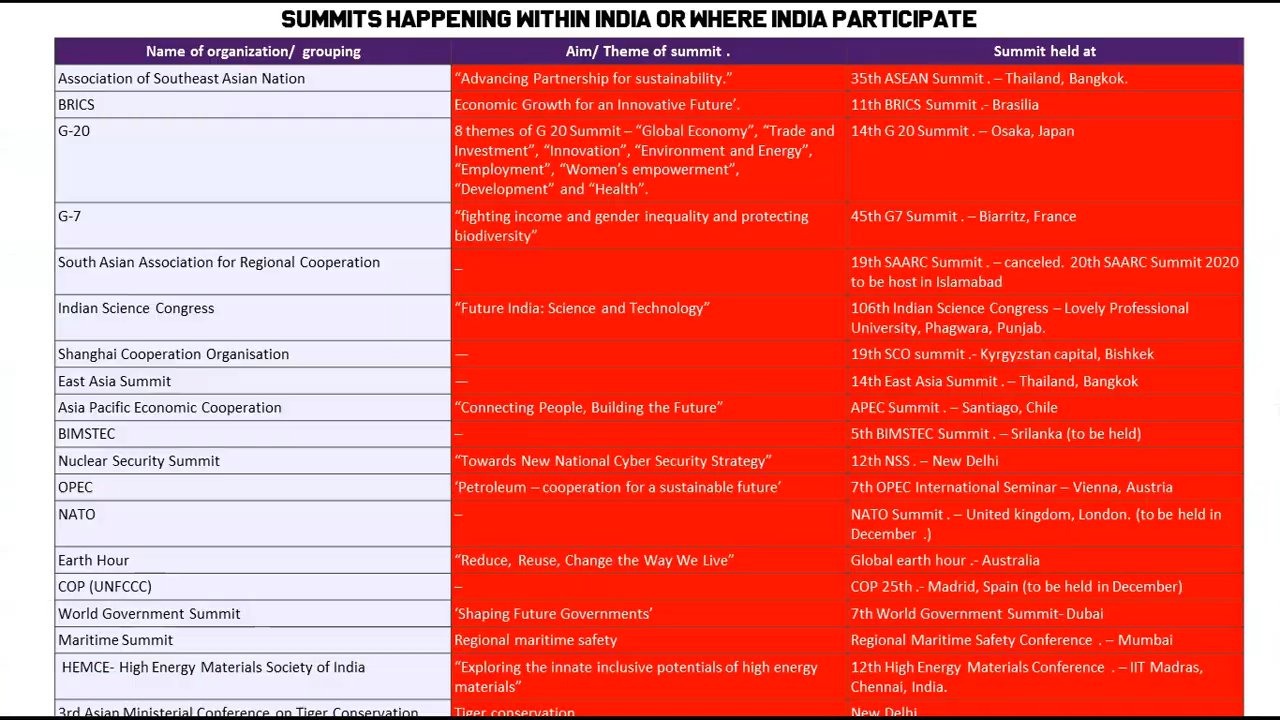 SUMMITS HAPPENING WITHIN INDIA OR WHERE INDIA PARTICIPATE
Name of organization/ grouping
Aim/ Theme of summit .
Summit held at
Association of Southeast Asian Nation
“Advancing Partnership for sustainability.”
35th ASEAN Summit . – Thailand, Bangkok.
BRICS
Economic Growth for an Innovative Future’.
11th BRICS Summit .- Brasilia
G-20
8 themes of G 20 Summit – “Global Economy”, “Trade and
Investment”, “Innovation”, “Environment and Energy”,
“Employment”, “Women’s empowerment”,
“Development” and “Health”.
14th G 20 Summit . – Osaka, Japan
G-7
“fighting income and gender inequality and protecting
biodiversity”
45th G7 Summit . – Biarritz, France
South Asian Association for Regional Cooperation
–
19th SAARC Summit . – canceled. 20th SAARC Summit 2020
to be host in Islamabad
Indian Science Congress
“Future India: Science and Technology”
106th Indian Science Congress – Lovely Professional
University, Phagwara, Punjab.
Shanghai Cooperation Organisation
—
19th SCO summit .- Kyrgyzstan capital, Bishkek
East Asia Summit
—
14th East Asia Summit . – Thailand, Bangkok
Asia Pacific Economic Cooperation
“Connecting People, Building the Future”
APEC Summit . – Santiago, Chile
BIMSTEC
–
5th BIMSTEC Summit . – Srilanka (to be held)
Nuclear Security Summit
“Towards New National Cyber Security Strategy”
12th NSS . – New Delhi
OPEC
‘Petroleum – cooperation for a sustainable future’
7th OPEC International Seminar – Vienna, Austria
NATO
–
NATO Summit . – United kingdom, London. (to be held in
December .)
Earth Hour
“Reduce, Reuse, Change the Way We Live”
Global earth hour .- Australia
COP (UNFCCC)
–
COP 25th .- Madrid, Spain (to be held in December)
World Government Summit
‘Shaping Future Governments’
7th World Government Summit- Dubai
Maritime Summit
Regional maritime safety
Regional Maritime Safety Conference . – Mumbai
HEMCE- High Energy Materials Society of India
“Exploring the innate inclusive potentials of high energy
materials”
12th High Energy Materials Conference . – IIT Madras,
Chennai, India.
3rd Asian Ministerial Conference on Tiger Conservation
Tiger conservation
New Delhi